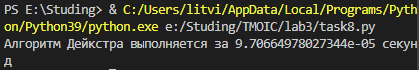 PS E:\Studing> & C:/Users/litvi/AppData/Local/Programs/Pyth
on/Python39/python.exe e:/Studing/TMOIC/lab3/task8.py
Алгоритм Дейкстра выполняется за 9.70664978027344e-05 секун
д